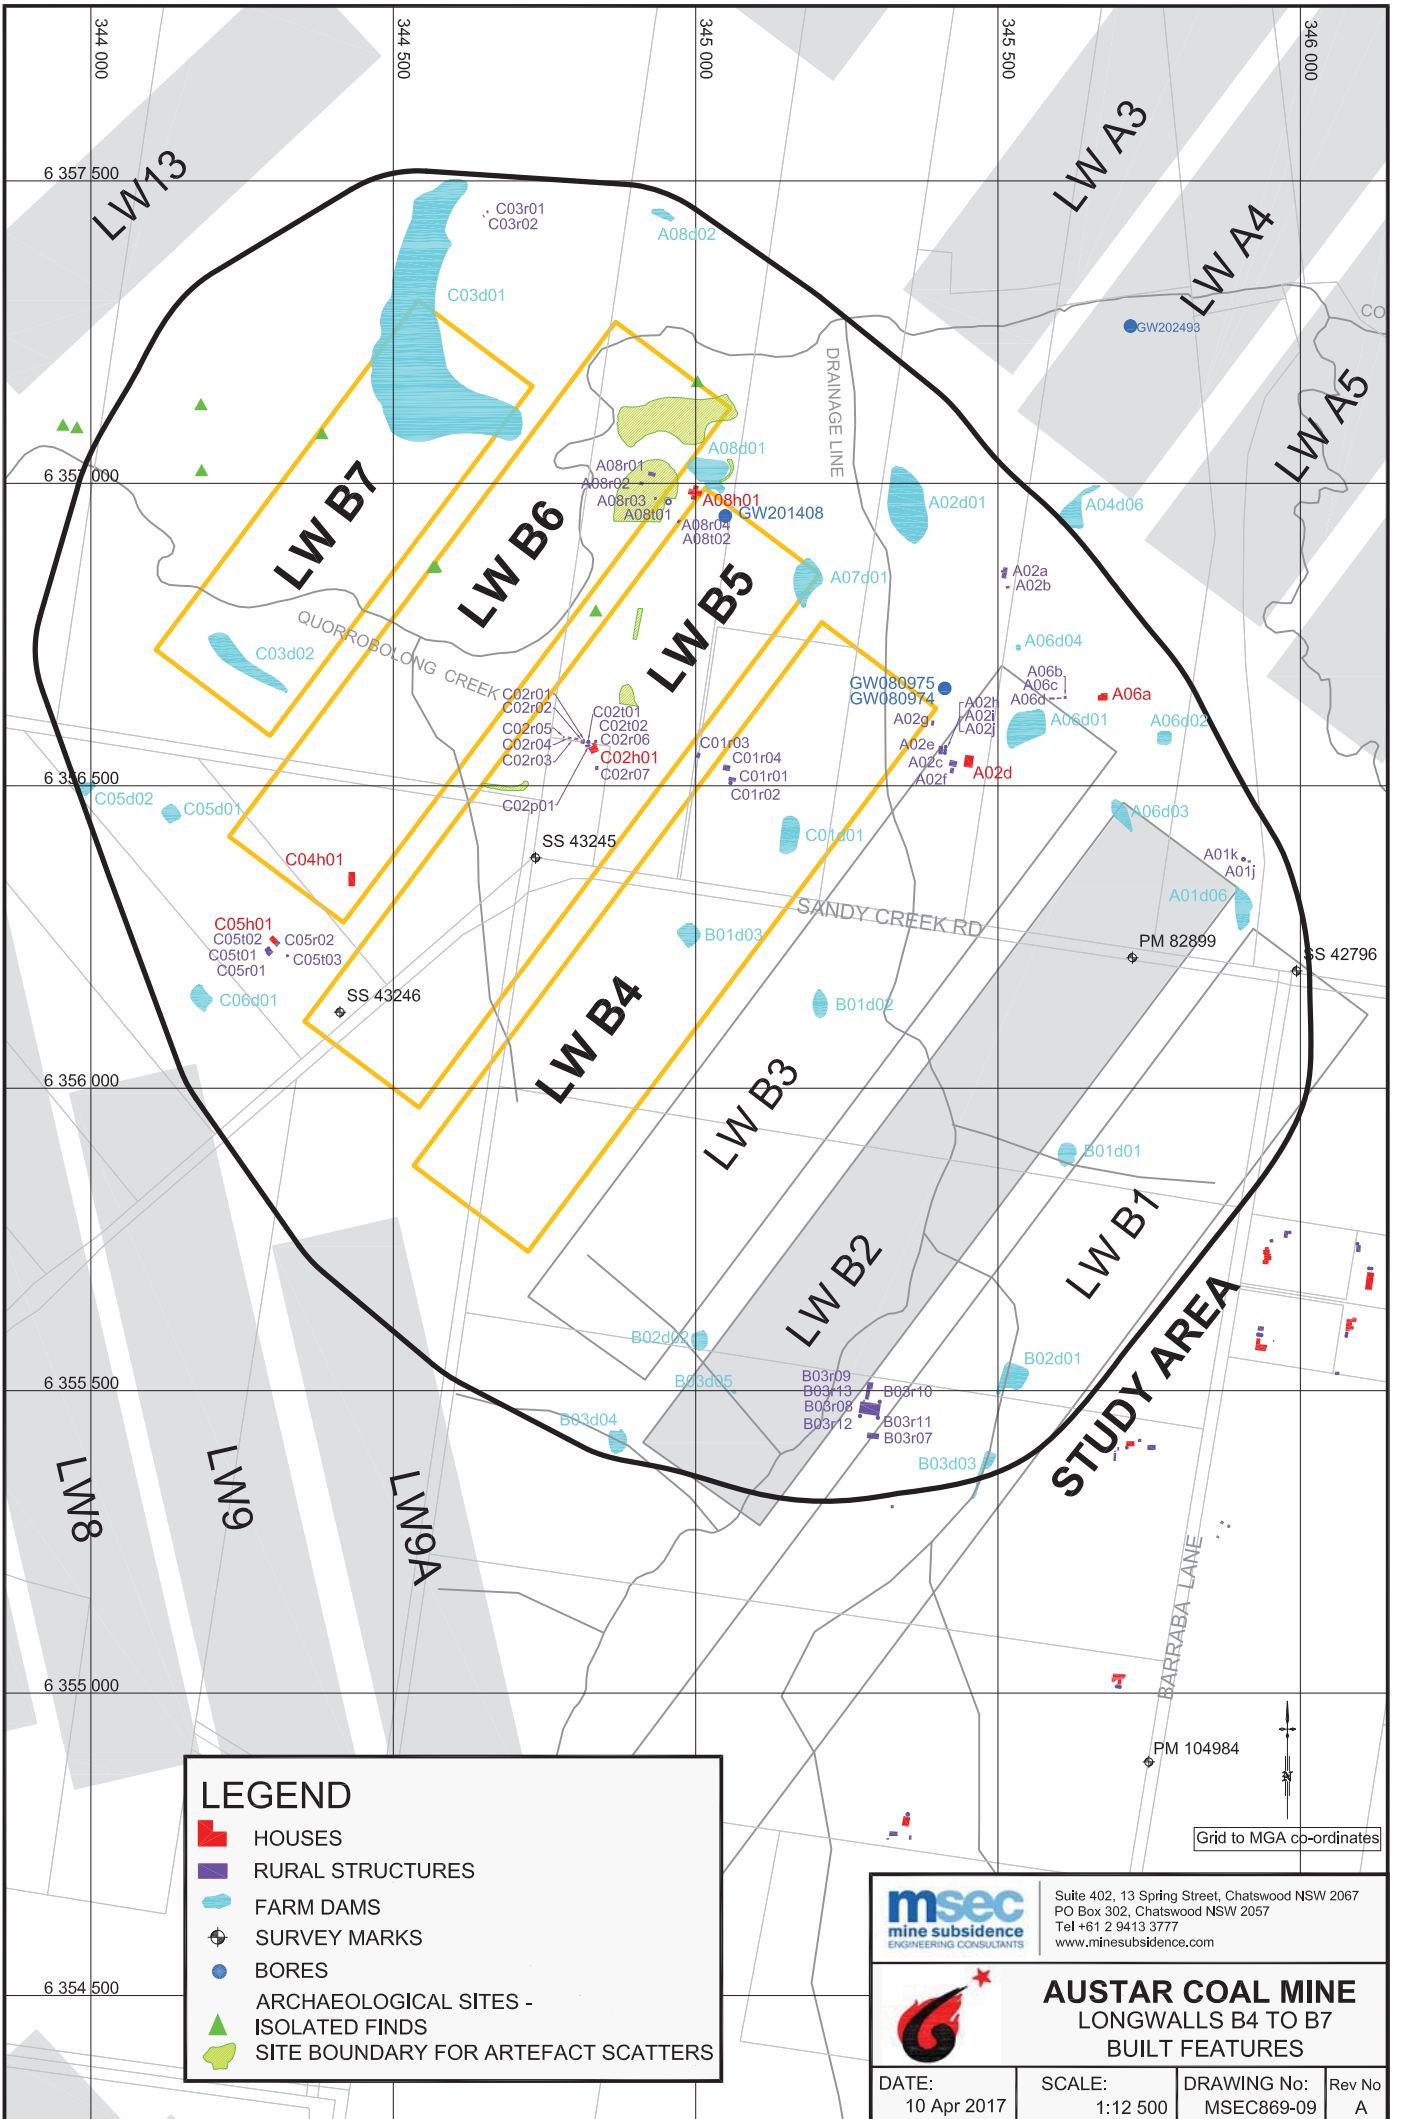 344 000
344 500
345 000
345 500
346 000
LW13
LW A3
6 357 500
C03r01
C03r02
A08d02
LW A4
C03d01
GW202493
CO
DRAINAGE LINE
LW A5
A08d01
6 357 000
LW B7
A08r01
A08r02
A08r03
A08t01
A08h01
GW201408
A08r04
A08t02
A02d01
A04d06
LW B6
A07d01
A02a
A02b
LW B5
QUORROBOLONG CREEK
C03d02
A06d04
A06b
A06c
A06d
A06a
GW080975
GW080974
C02r01
C02r02
C02t01
C02t02
C02r05
C02r04
C02r06
C02r03
C02h01
C02r07
C02p01
A02h
A02i
A02j
A02g
A02e
A02c
A02f
A02d
A06d01
A06d02
C01r03
C01r04
C01r01
C01r02
6 356 500
C05d02
C05d01
SS 43245
C01d01
A06d03
C04h01
A01k
A01j
A01d06
SANDY CREEK RD
C05h01
C05t02
C05r02
C05t01
C05t03
C05r01
B01d03
PM 82899
SS 42796
C06d01
SS 43246
B01d02
LW B4
6 356 000
LW B3
B01d01
LW B1
LW B2
STUDY AREA
B02d02
B02d01
B03d05
6 355 500
B03r09
B03r13
B03r10
B03r08
B03r12
B03r11
B03r07
B03d04
B03d03
LW8
LW9
LW9A
BARRABA LANE
6 355 000
PM 104984
Grid to MGA co-ordinates
6 354 500
LEGEND
HOUSES
RURAL STRUCTURES
FARM DAMS
SURVEY MARKS
BORES
ARCHAEOLOGICAL SITES -
ISOLATED FINDS
SITE BOUNDARY FOR ARTEFACT SCATTERS
msec
mine subsidence
ENGINEERING CONSULTANTS
Suite 402, 13 Spring Street, Chatswood NSW 2067
PO Box 302, Chatswood NSW 2057
Tel +61 2 9413 3777
www.minesubsidence.com
AUSTAR COAL MINE
LONGWALLS B4 TO B7
BUILT FEATURES
DATE:
10 Apr 2017
SCALE:
1:12 500
DRAWING No:
MSEC869-09
Rev No
A